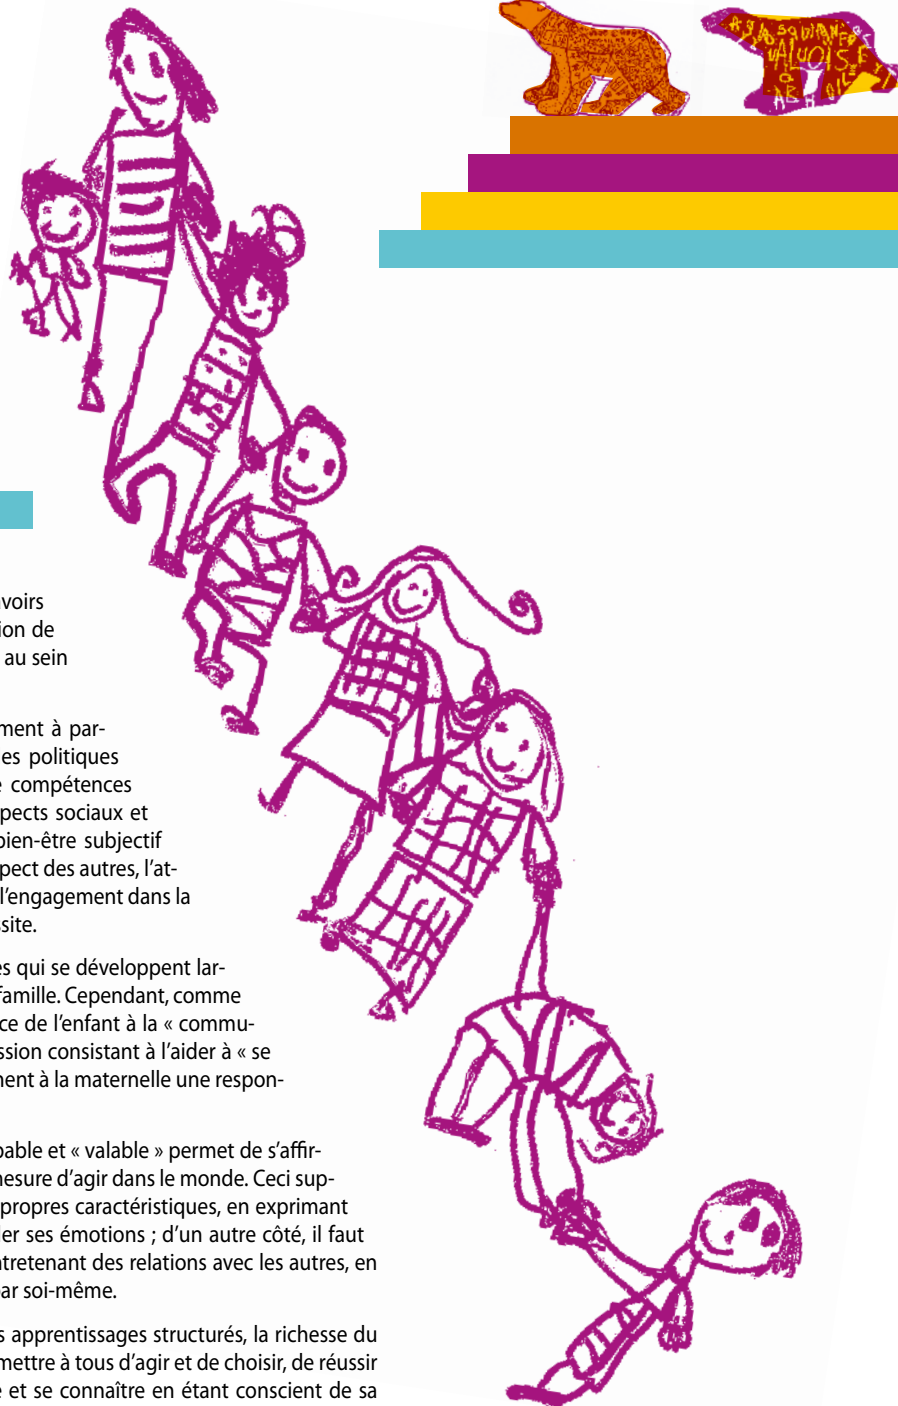 VALUOISE
voirs
ion de
au sein
ment à par-
es politiques
e compétences
pects sociaux et
bien-être subjectif
pect des autres, l’at-
l’engagement dans la
ssite.
es qui se développent lar-
famille. Cependant, comme
ce de l’enfant à la « commu-
ssion consistant à l’aider à « se
nent à la maternelle une respon-
pable et « valable » permet de s’affir-
mesure d’agir dans le monde. Ceci sup-
propres caractéristiques, en exprimant
ler ses émotions ; d’un autre côté, il faut
ntretenant des relations avec les autres, en
par soi-même.
s apprentissages structurés, la richesse du
mettre à tous d’agir et de choisir, de réussir
e et se connaître en étant conscient de sa